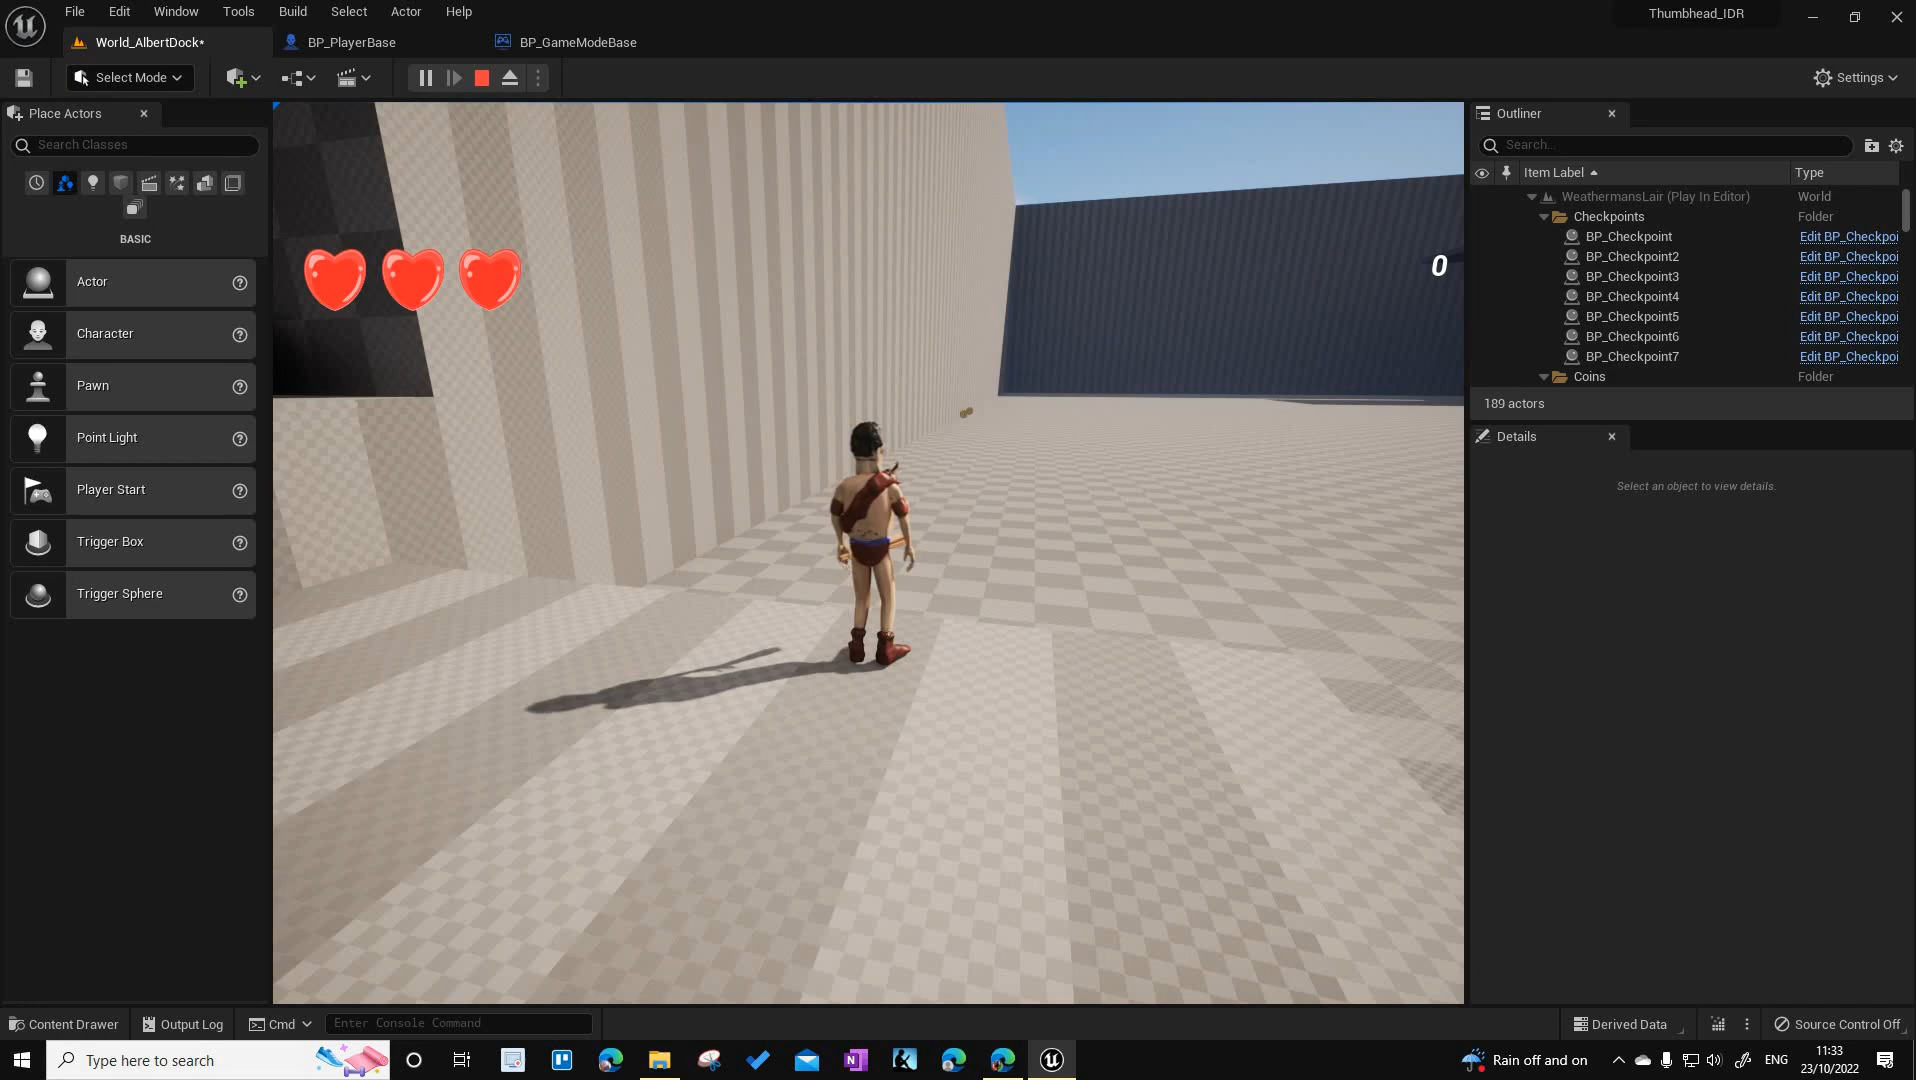 File Edit Window Tools Build Select Actor Help
Thumbhead_IDR
World_AlbertDock*
BP_PlayerBase
BP_GameModeBase
Select Mode
Settings
Place Actors
Search Classes
BASIC
Actor
Character
Pawn
Point Light
Player Start
Trigger Box
Trigger Sphere
0
Outliner
Search...
Item Label Type
WeathermansLair (Play In Editor) World
Checkpoints Folder
BP_Checkpoint Edit BP_Checkpoi
BP_Checkpoint2 Edit BP_Checkpoi
BP_Checkpoint3 Edit BP_Checkpoi
BP_Checkpoint4 Edit BP_Checkpoi
BP_Checkpoint5 Edit BP_Checkpoi
BP_Checkpoint6 Edit BP_Checkpoi
BP_Checkpoint7 Edit BP_Checkpoi
Coins Folder
189 actors
Details
Select an object to view details.
Content Drawer Output Log Cmd Enter Console Command Derived Data Source Control Off
Type here to search
Rain off and on
ENG
11:33
23/10/2022